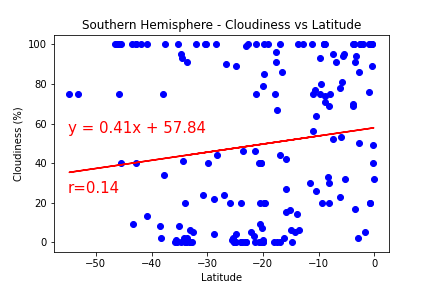 Southern Hemisphere - Cloudiness vs Latitude
100
80
60
40
20
0
Cloudiness (%)
y = 0.41x + 57.84
r=0.14
−50 −40 −30 −20 −10 0
Latitude